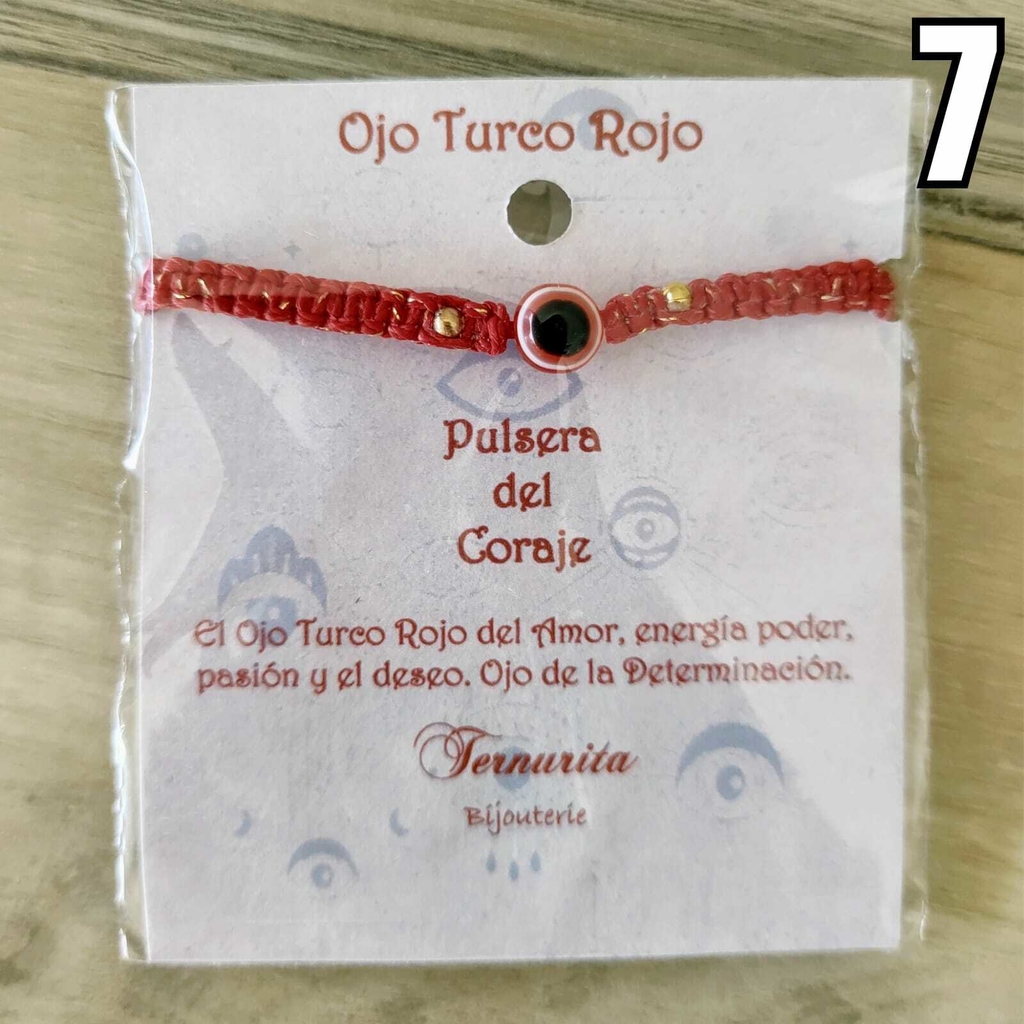 7
Ojo Turco Rojo
Pulsera
del
Coraje
El Ojo Turco Rojo del Amor, energía poder,
pasión y el deseo. Ojo de la Determinación.
Ternurita
Bijouterie